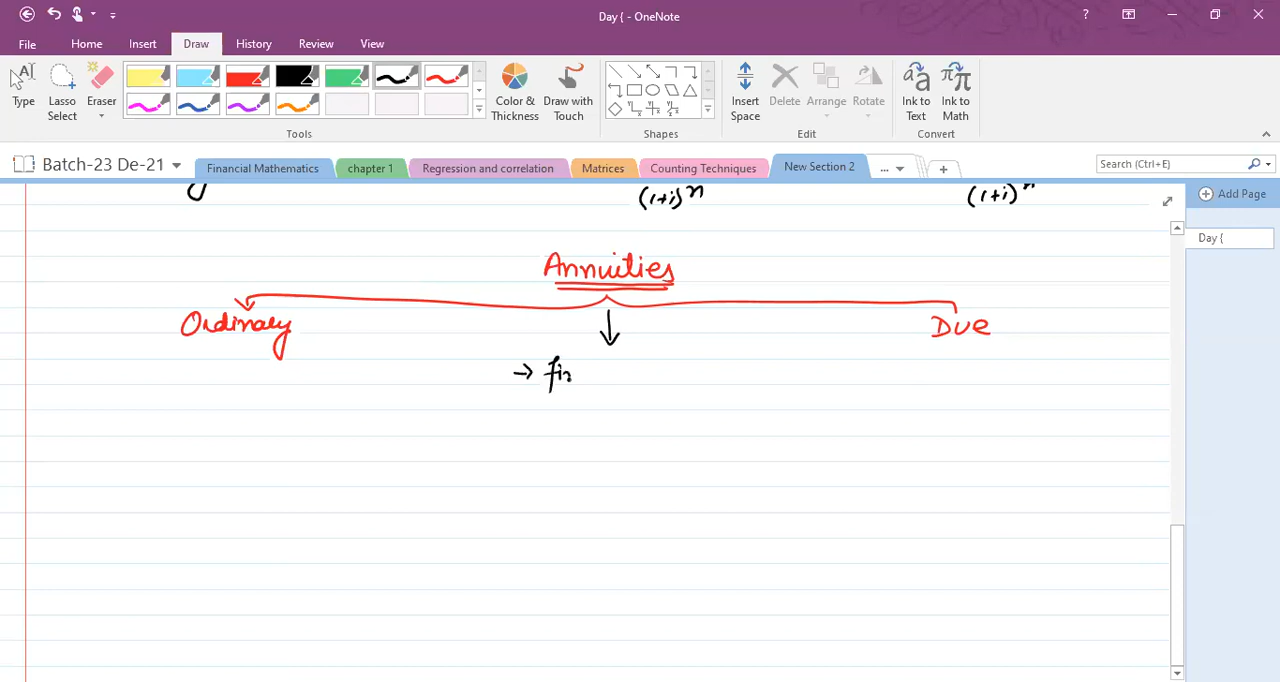 Day { - OneNote
?
File Home Insert Draw History Review View
Type
Lasso Select
Eraser
Color & Thickness
Draw with Touch
Insert Space
Delete
Arrange
Rotate
Ink to Text
Ink to Math
Tools Shapes Edit Convert
Batch-23 De-21 Financial Mathematics chapter 1 Regression and correlation Matrices Counting Techniques New Section 2 ... Search (Ctrl+E)
Add Page
Day {
(1+i)^n (1+i)^n
Annuities
Ordinary Due
→